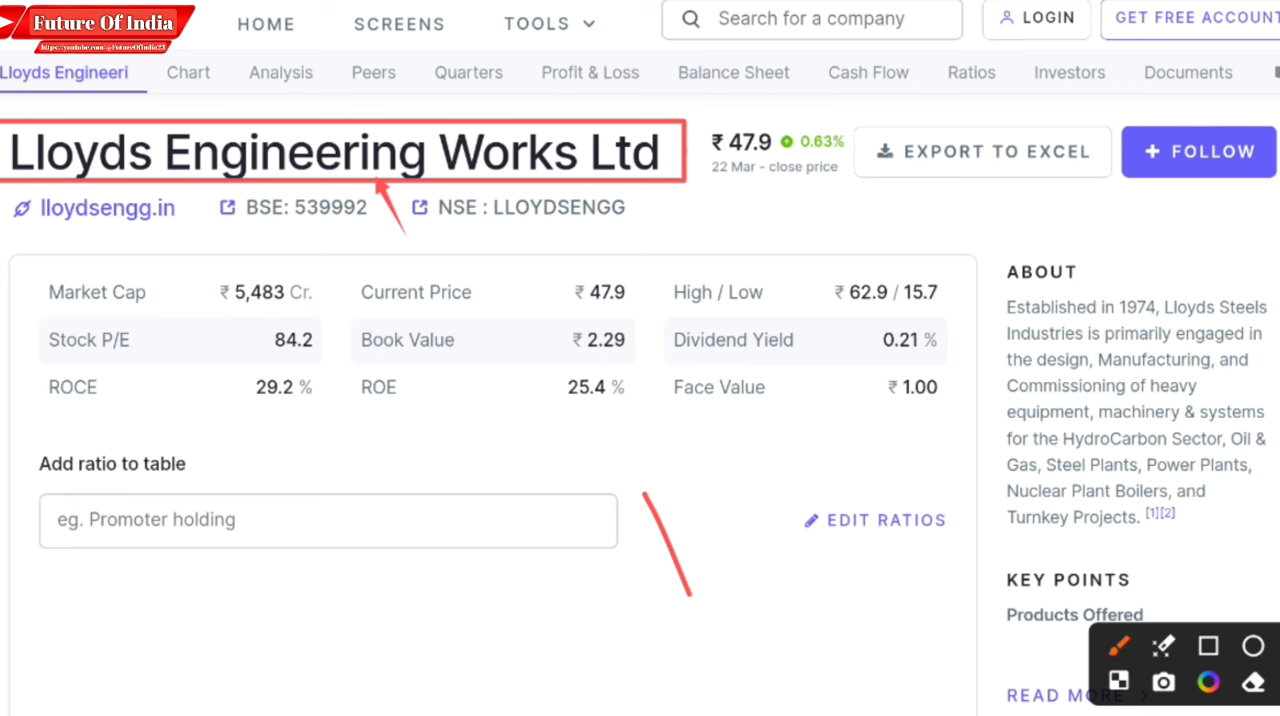 Future Of India
https://youtube.com/@FutureOfIndia23
HOME SCREENS TOOLS
Search for a company
LOGIN
GET FREE ACCOUNT
Lloyds Engineeri Chart Analysis Peers Quarters Profit & Loss Balance Sheet Cash Flow Ratios Investors Documents
Lloyds Engineering Works Ltd
₹ 47.9 0.63%
22 Mar - close price
EXPORT TO EXCEL
+ FOLLOW
lloydsengg.in BSE: 539992 NSE : LLOYDSENGG
Market Cap ₹ 5,483 Cr. Current Price ₹ 47.9 High / Low ₹ 62.9 / 15.7
Stock P/E 84.2 Book Value ₹ 2.29 Dividend Yield 0.21 %
ROCE 29.2 % ROE 25.4 % Face Value ₹ 1.00
Add ratio to table
eg. Promoter holding
EDIT RATIOS
ABOUT
Established in 1974, Lloyds Steels
Industries is primarily engaged in
the design, Manufacturing, and
Commissioning of heavy
equipment, machinery & systems
for the HydroCarbon Sector, Oil &
Gas, Steel Plants, Power Plants,
Nuclear Plant Boilers, and
Turnkey Projects. [1][2]
KEY POINTS
Products Offered
READ MORE